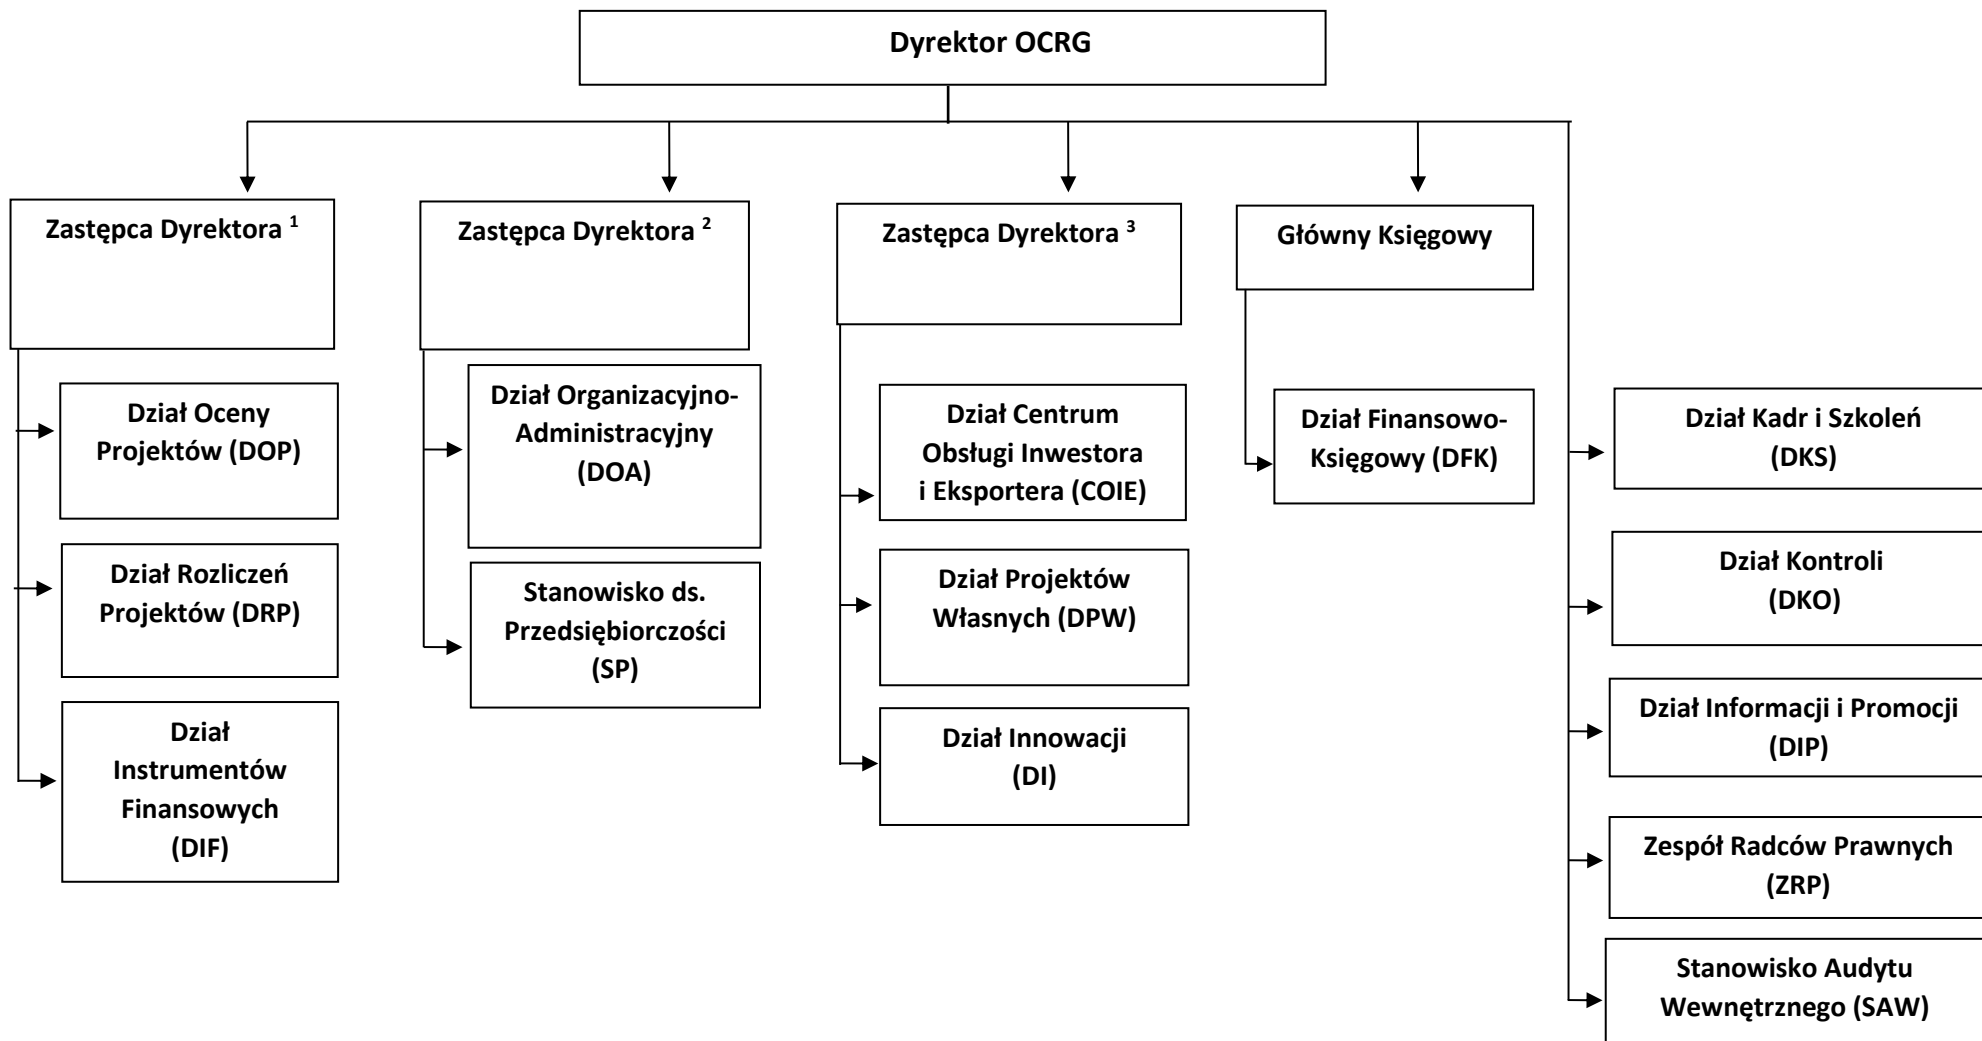 Dyrektor OCRG
Zastępca Dyrektora 1
Zastępca Dyrektora 2
Zastępca Dyrektora 3
Główny Księgowy
Dział Oceny
Projektów (DOP)
Dział Rozliczeń
Projektów (DRP)
Dział
Instrumentów
Finansowych
(DIF)
Dział Organizacyjno-
Administracyjny
(DOA)
Stanowisko ds.
Przedsiębiorczości
(SP)
Dział Centrum
Obsługi Inwestora
i Eksportera (COIE)
Dział Projektów
Własnych (DPW)
Dział Innowacji
(DI)
Dział Finansowo-
Księgowy (DFK)
Dział Kadr i Szkoleń
(DKS)
Dział Kontroli
(DKO)
Dział Informacji i Promocji
(DIP)
Zespół Radców Prawnych
(ZRP)
Stanowisko Audytu
Wewnętrznego (SAW)